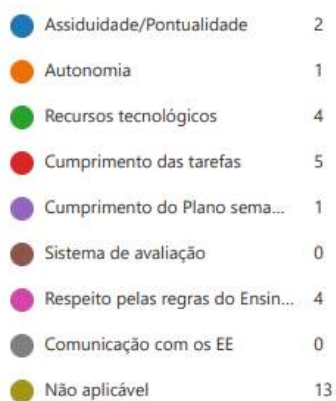 Assiduidade/Pontualidade 2
Autonomia 1
Recursos tecnológicos 4
Cumprimento das tarefas 5
Cumprimento do Plano sema... 1
Sistema de avaliação 0
Respeito pelas regras do Ensin... 4
Comunicação com os EE 0
Não aplicável 13